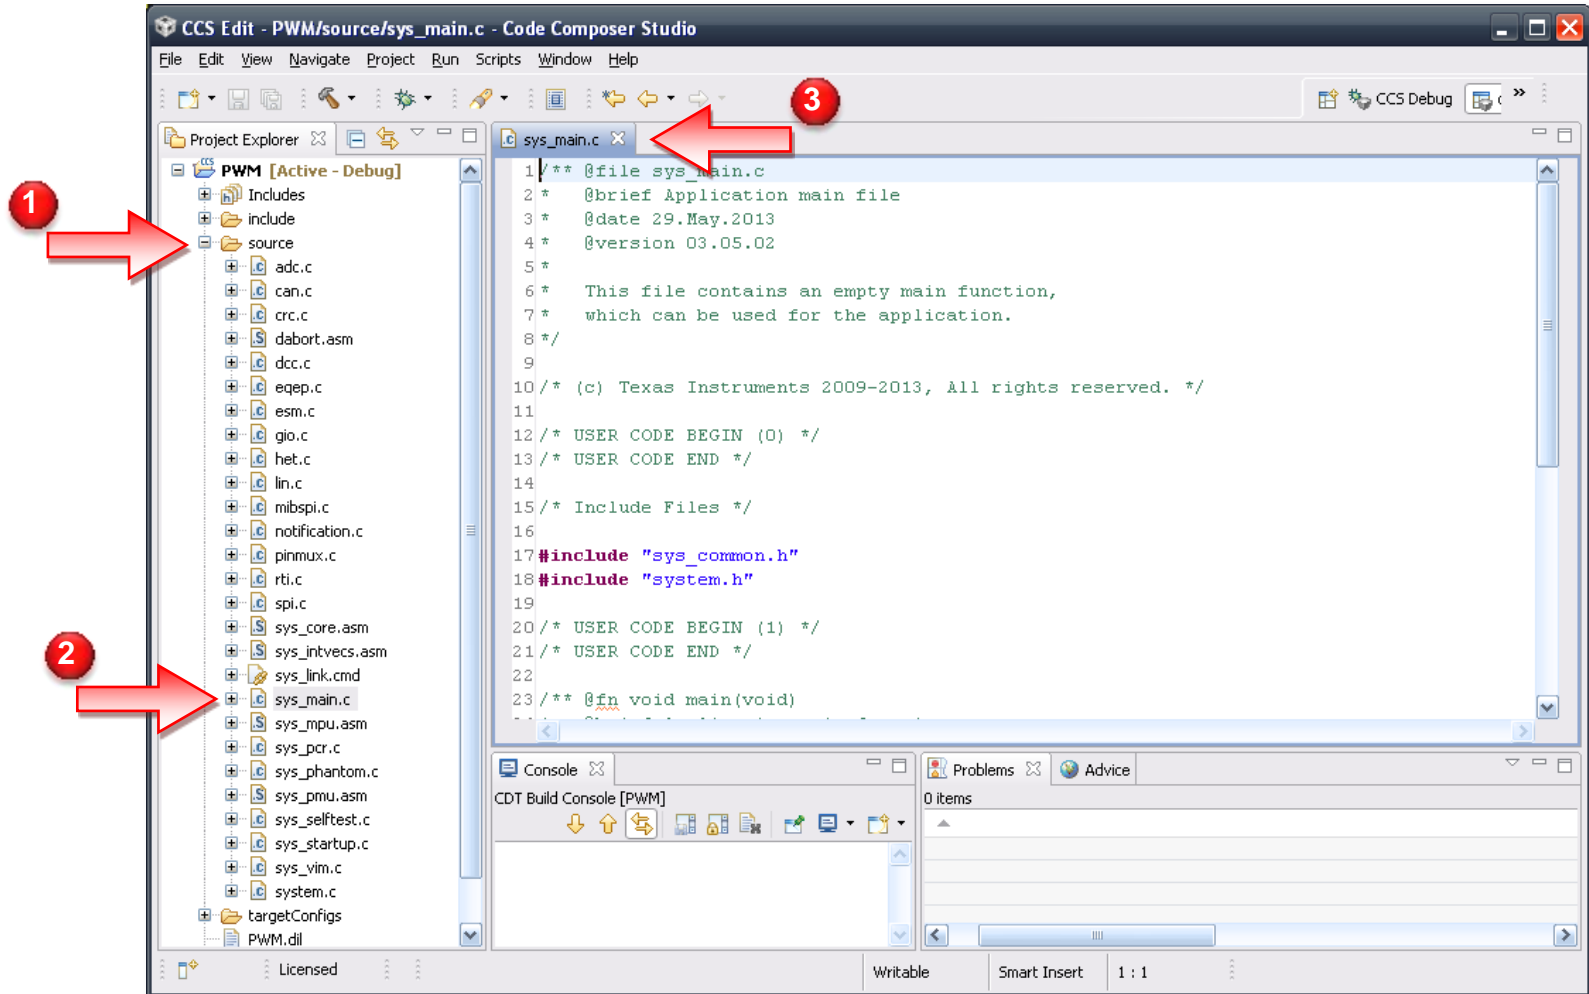 CCS Edit - PWM/source/sys_main.c - Code Composer Studio
File Edit View Navigate Project Run Scripts Window Help
3
CCS Debug
»
Project Explorer
sys_main.c
PWM [Active - Debug]
Includes
include
1
source
adc.c
can.c
crc.c
dabort.asm
dcc.c
eqep.c
esm.c
gio.c
het.c
lin.c
mibspi.c
notification.c
pinmux.c
rti.c
spi.c
sys_core.asm
sys_intvecs.asm
2
sys_link.cmd
sys_main.c
sys_mpu.asm
sys_pcr.c
sys_phantom.c
sys_pmu.asm
sys_selftest.c
sys_startup.c
sys_vim.c
system.c
targetConfigs
PWM.dil
1 /** @file sys_main.c
2 * @brief Application main file
3 * @date 29.May.2013
4 * @version 03.05.02
5 *
6 * This file contains an empty main function,
7 * which can be used for the application.
8 */
9
10 /* (c) Texas Instruments 2009-2013, All rights reserved. */
11
12 /* USER CODE BEGIN (0) */
13 /* USER CODE END */
14
15 /* Include Files */
16
17 #include "sys_common.h"
18 #include "system.h"
19
20 /* USER CODE BEGIN (1) */
21 /* USER CODE END */
22
23 /** @fn void main(void)
Console
CDT Build Console [PWM]
Problems Advice
0 items
Licensed
Writable
Smart Insert
1 : 1